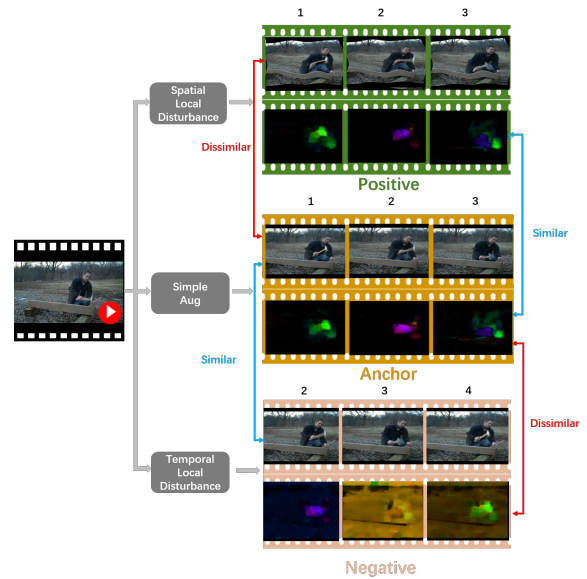 1 2 3
Spatial
Local
Disturbance
Dissimilar
Positive
1 2 3
Similar
Simple
Aug
Similar
Anchor
2 3 4
Dissimilar
Temporal
Local
Disturbance
Negative